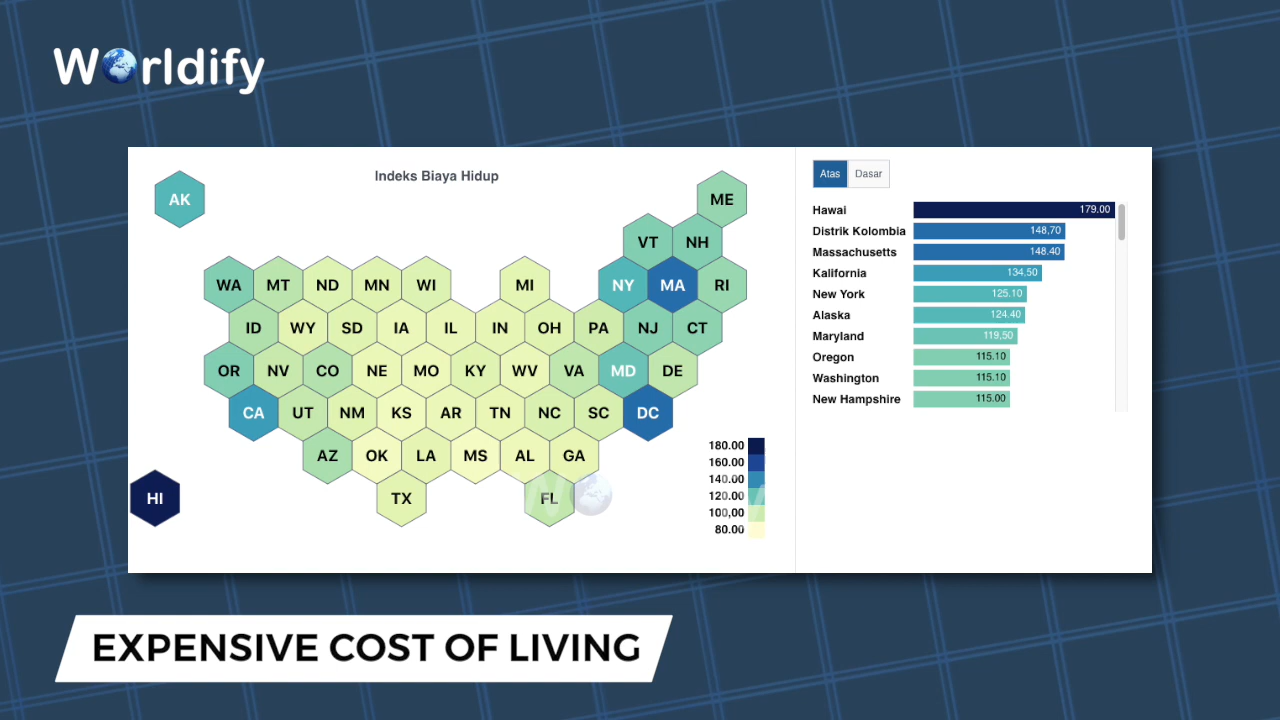 Worldify
Indeks Biaya Hidup
AK
ME
VT NH
WA MT ND MN WI MI NY MA RI
ID WY SD IA IL IN OH PA NJ CT
OR NV CO NE MO KY WV VA MD DE
CA UT NM KS AR TN NC SC DC
AZ OK LA MS AL GA
HI TX FL
180.00
160.00
140.00
120.00
100,00
80.00
Atas Dasar
Hawai 179.00
Distrik Kolombia 148,70
Massachusetts 148.40
Kalifornia 134.50
New York 125.10
Alaska 124.40
Maryland 119,50
Oregon 115.10
Washington 115.10
New Hampshire 115.00
EXPENSIVE COST OF LIVING